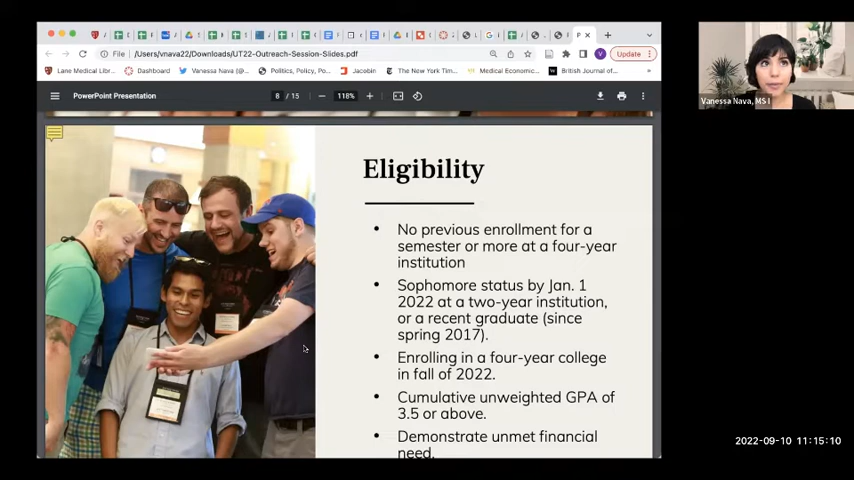 File
/Users/vnava22/Downloads/UT22-Outreach-Session-Slides.pdf
Update
Lane Medical Libr...
Dashboard
Vanessa Nava (@...
Politics, Policy, Po...
Jacobin
The New York Tim...
Medical Economic...
British Journal of...
PowerPoint Presentation
8 / 15
118%
Vanessa Nava, MS I
Eligibility
No previous enrollment for a
semester or more at a four-year
institution
Sophomore status by Jan. 1
2022 at a two-year institution,
or a recent graduate (since
spring 2017).
Enrolling in a four-year college
in fall of 2022.
Cumulative unweighted GPA of
3.5 or above.
Demonstrate unmet financial
need.
2022-09-10 11:15:10